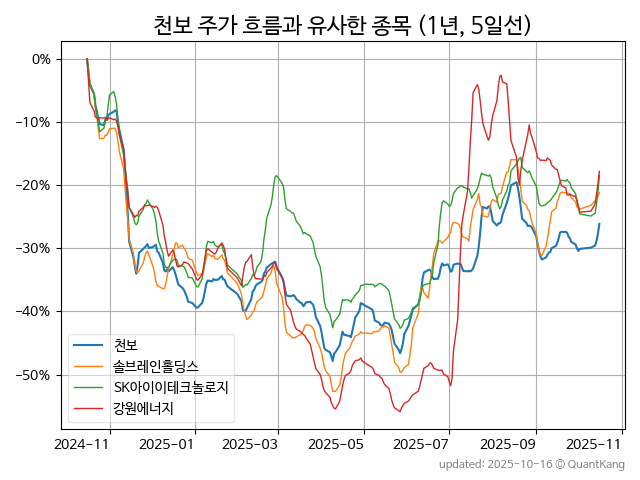 천보 주가 흐름과 유사한 종목 (1년, 5일선)
0%
−10%
−20%
−30%
−40%
−50%
천보
솔브레인홀딩스
SK아이이테크놀로지
강원에너지
2024-11
2025-01
2025-03
2025-05
2025-07
2025-09
2025-11
updated: 2025-10-16 © QuantKang